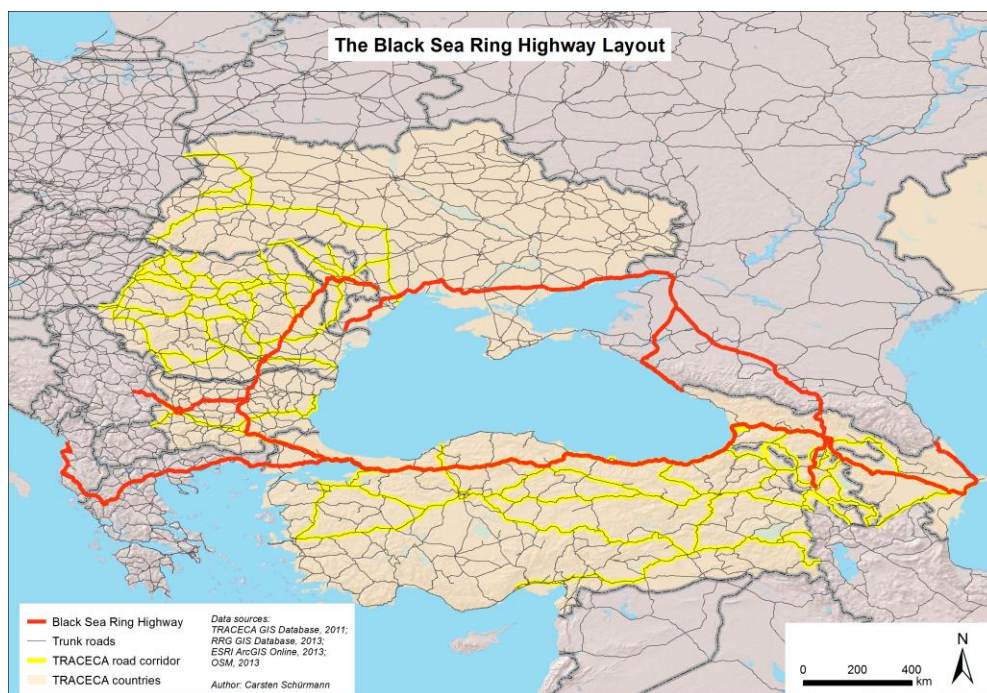 The Black Sea Ring Highway Layout
Black Sea Ring Highway
Trunk roads
TRACECA road corridor
TRACECA countries
Data sources:
TRACECA GIS Database, 2011;
RRG GIS Database, 2013;
ESRI ArcGIS Online, 2013;
OSM, 2013
Author: Carsten Schürmann
N
0 200 400
km